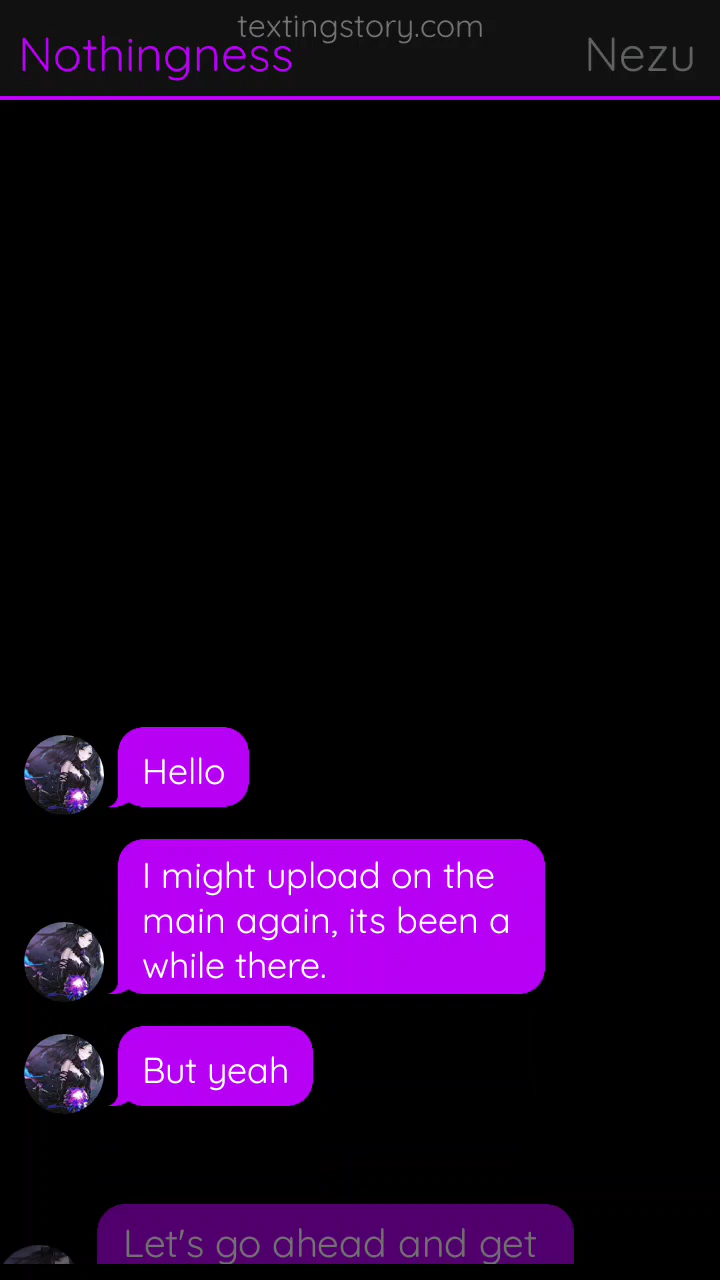 textingstory.com
Nothingness
Nezu
Hello
I might upload on the
main again, its been a
while there.
But yeah
Let's go ahead and get